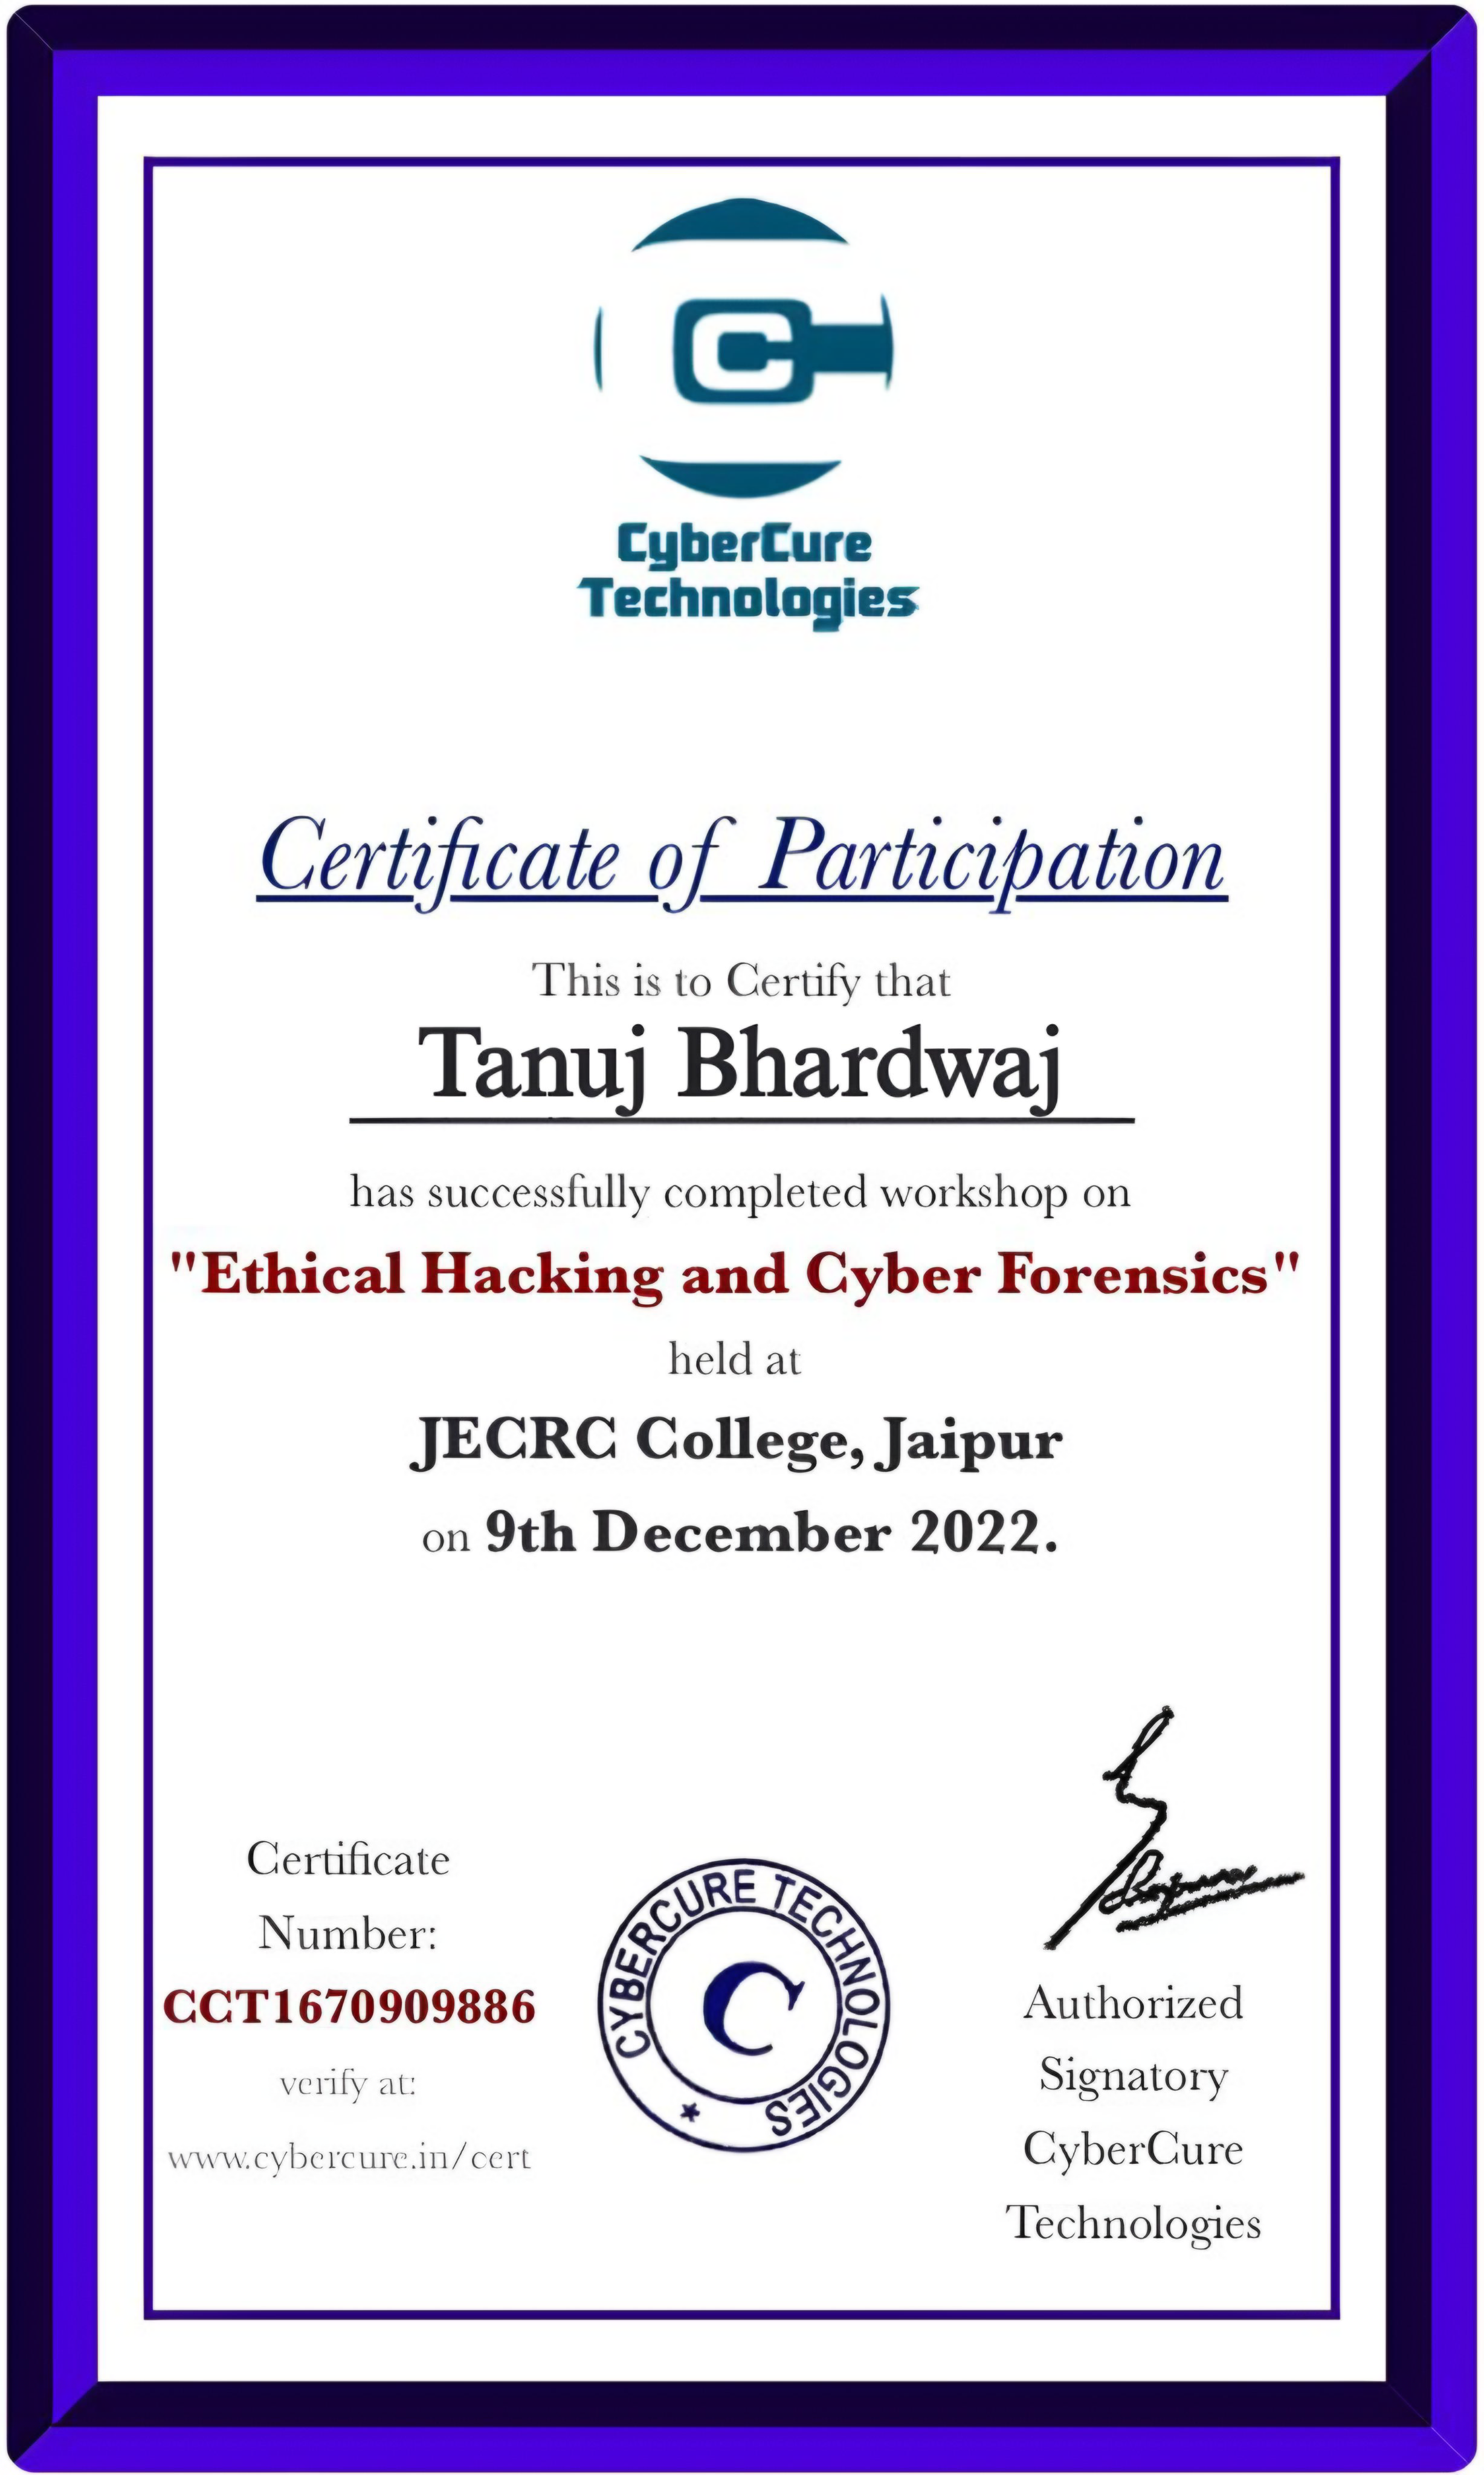 CyberCure
Technologies
Certificate of Participation
This is to Certify that
Tanuj Bhardwaj
has successfully completed workshop on
"Ethical Hacking and Cyber Forensics"
held at
JECRC College, Jaipur
on 9th December 2022.
Certificate
Number:
CCT1670909886
verify at:
www.cybercure.in/cert
CYBERCURE TECHNOLOGIES
C
Authorized
Signatory
CyberCure
Technologies